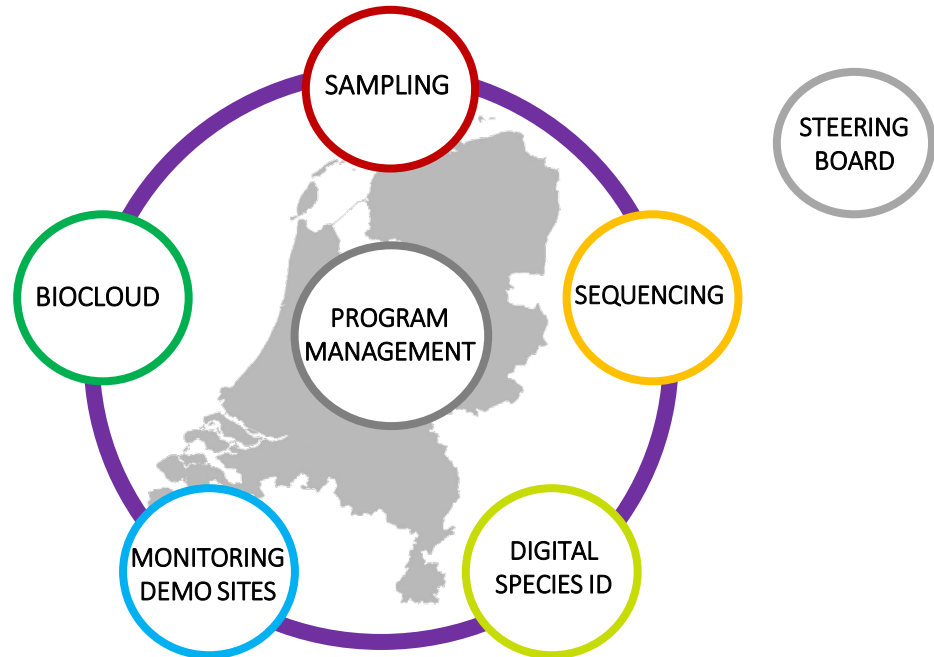 SAMPLING
STEERING
BOARD
BIOCLOUD
SEQUENCING
PROGRAM
MANAGEMENT
MONITORING
DEMO SITES
DIGITAL
SPECIES ID